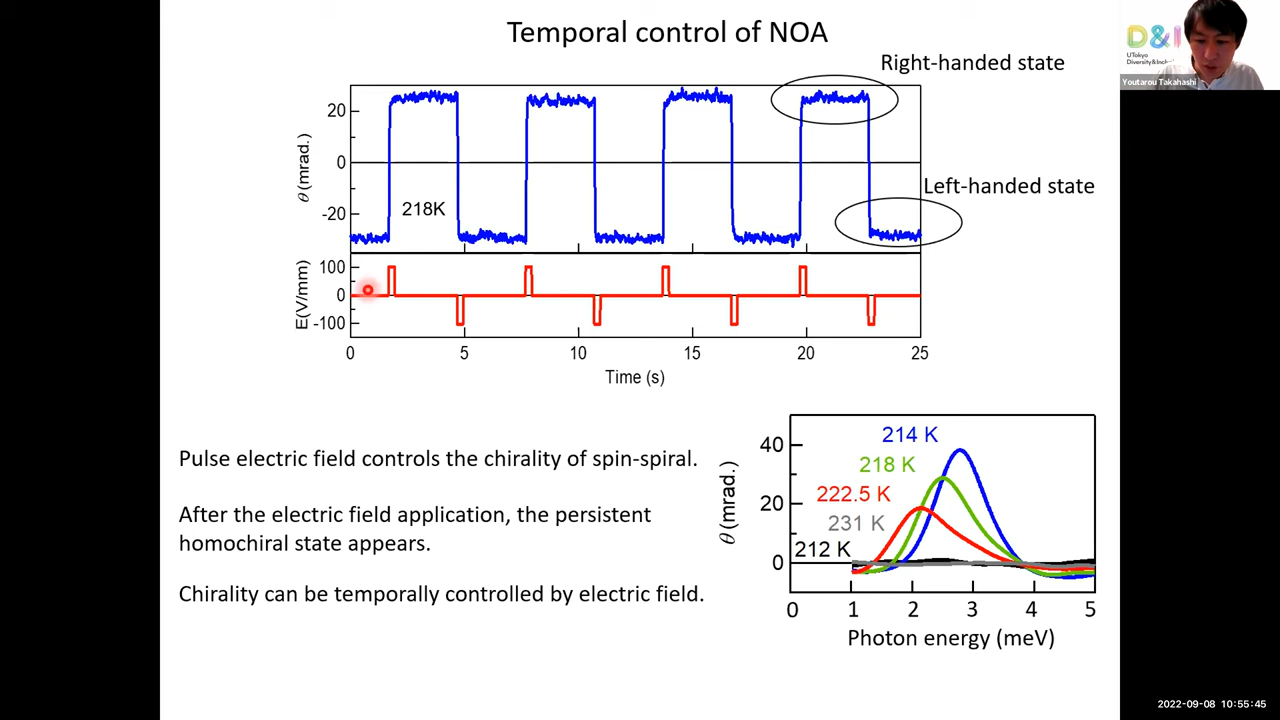 Temporal control of NOA
Right-handed state
Left-handed state
θ (mrad.)
20
0
-20
218K
E(V/mm)
100
0
-100
0 5 10 15 20 25
Time (s)
Pulse electric field controls the chirality of spin-spiral.
After the electric field application, the persistent
homochiral state appears.
Chirality can be temporally controlled by electric field.
θ (mrad.)
40
20
0
214 K
218 K
222.5 K
231 K
212 K
0 1 2 3 4 5
Photon energy (meV)
D&I
UTokyo
Youtarou Takahashi
2022-09-08 10:55:45